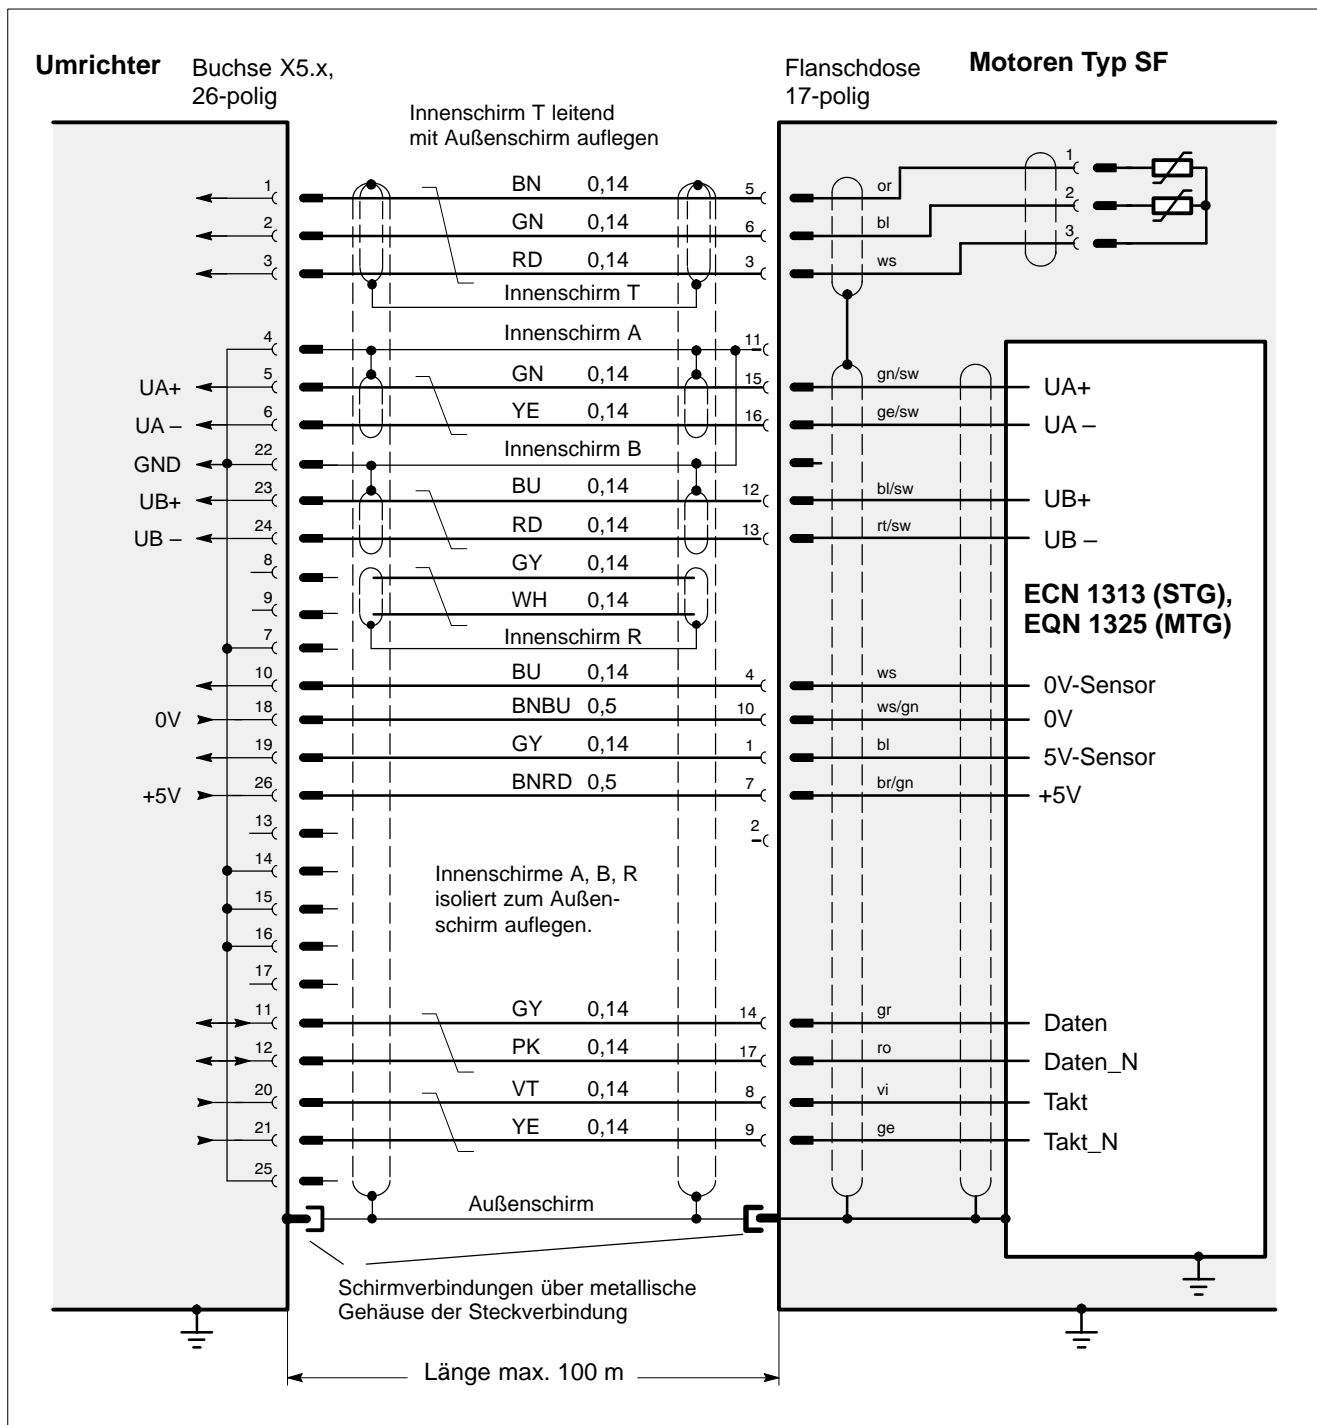 Umrichter
Buchse X5.x,
26-polig
Flanschdose
17-polig
Motoren Typ SF
Innenschirm T leitend
mit Außenschirm auflegen
1 BN 0,14 5 or 1
2 GN 0,14 6 bl 2
3 RD 0,14 3 ws 3
Innenschirm T
4 Innenschirm A 11
UA+ 5 GN 0,14 15 gn/sw UA+
UA – 6 YE 0,14 16 ge/sw UA –
GND 22 Innenschirm B
UB+ 23 BU 0,14 12 bl/sw UB+
UB – 24 RD 0,14 13 rt/sw UB –
8 GY 0,14
9 WH 0,14
ECN 1313 (STG),
EQN 1325 (MTG)
7 Innenschirm R
10 BU 0,14 4 ws 0V-Sensor
0V 18 BNBU 0,5 10 ws/gn 0V
19 GY 0,14 1 bl 5V-Sensor
+5V 26 BNRD 0,5 7 br/gn +5V
13 2
14
15
16
17
Innenschirme A, B, R
isoliert zum Außen-
schirm auflegen.
11 GY 0,14 14 gr Daten
12 PK 0,14 17 ro Daten_N
20 VT 0,14 8 vi Takt
21 YE 0,14 9 ge Takt_N
25
Außenschirm
Schirmverbindungen über metallische
Gehäuse der Steckverbindung
Länge max. 100 m